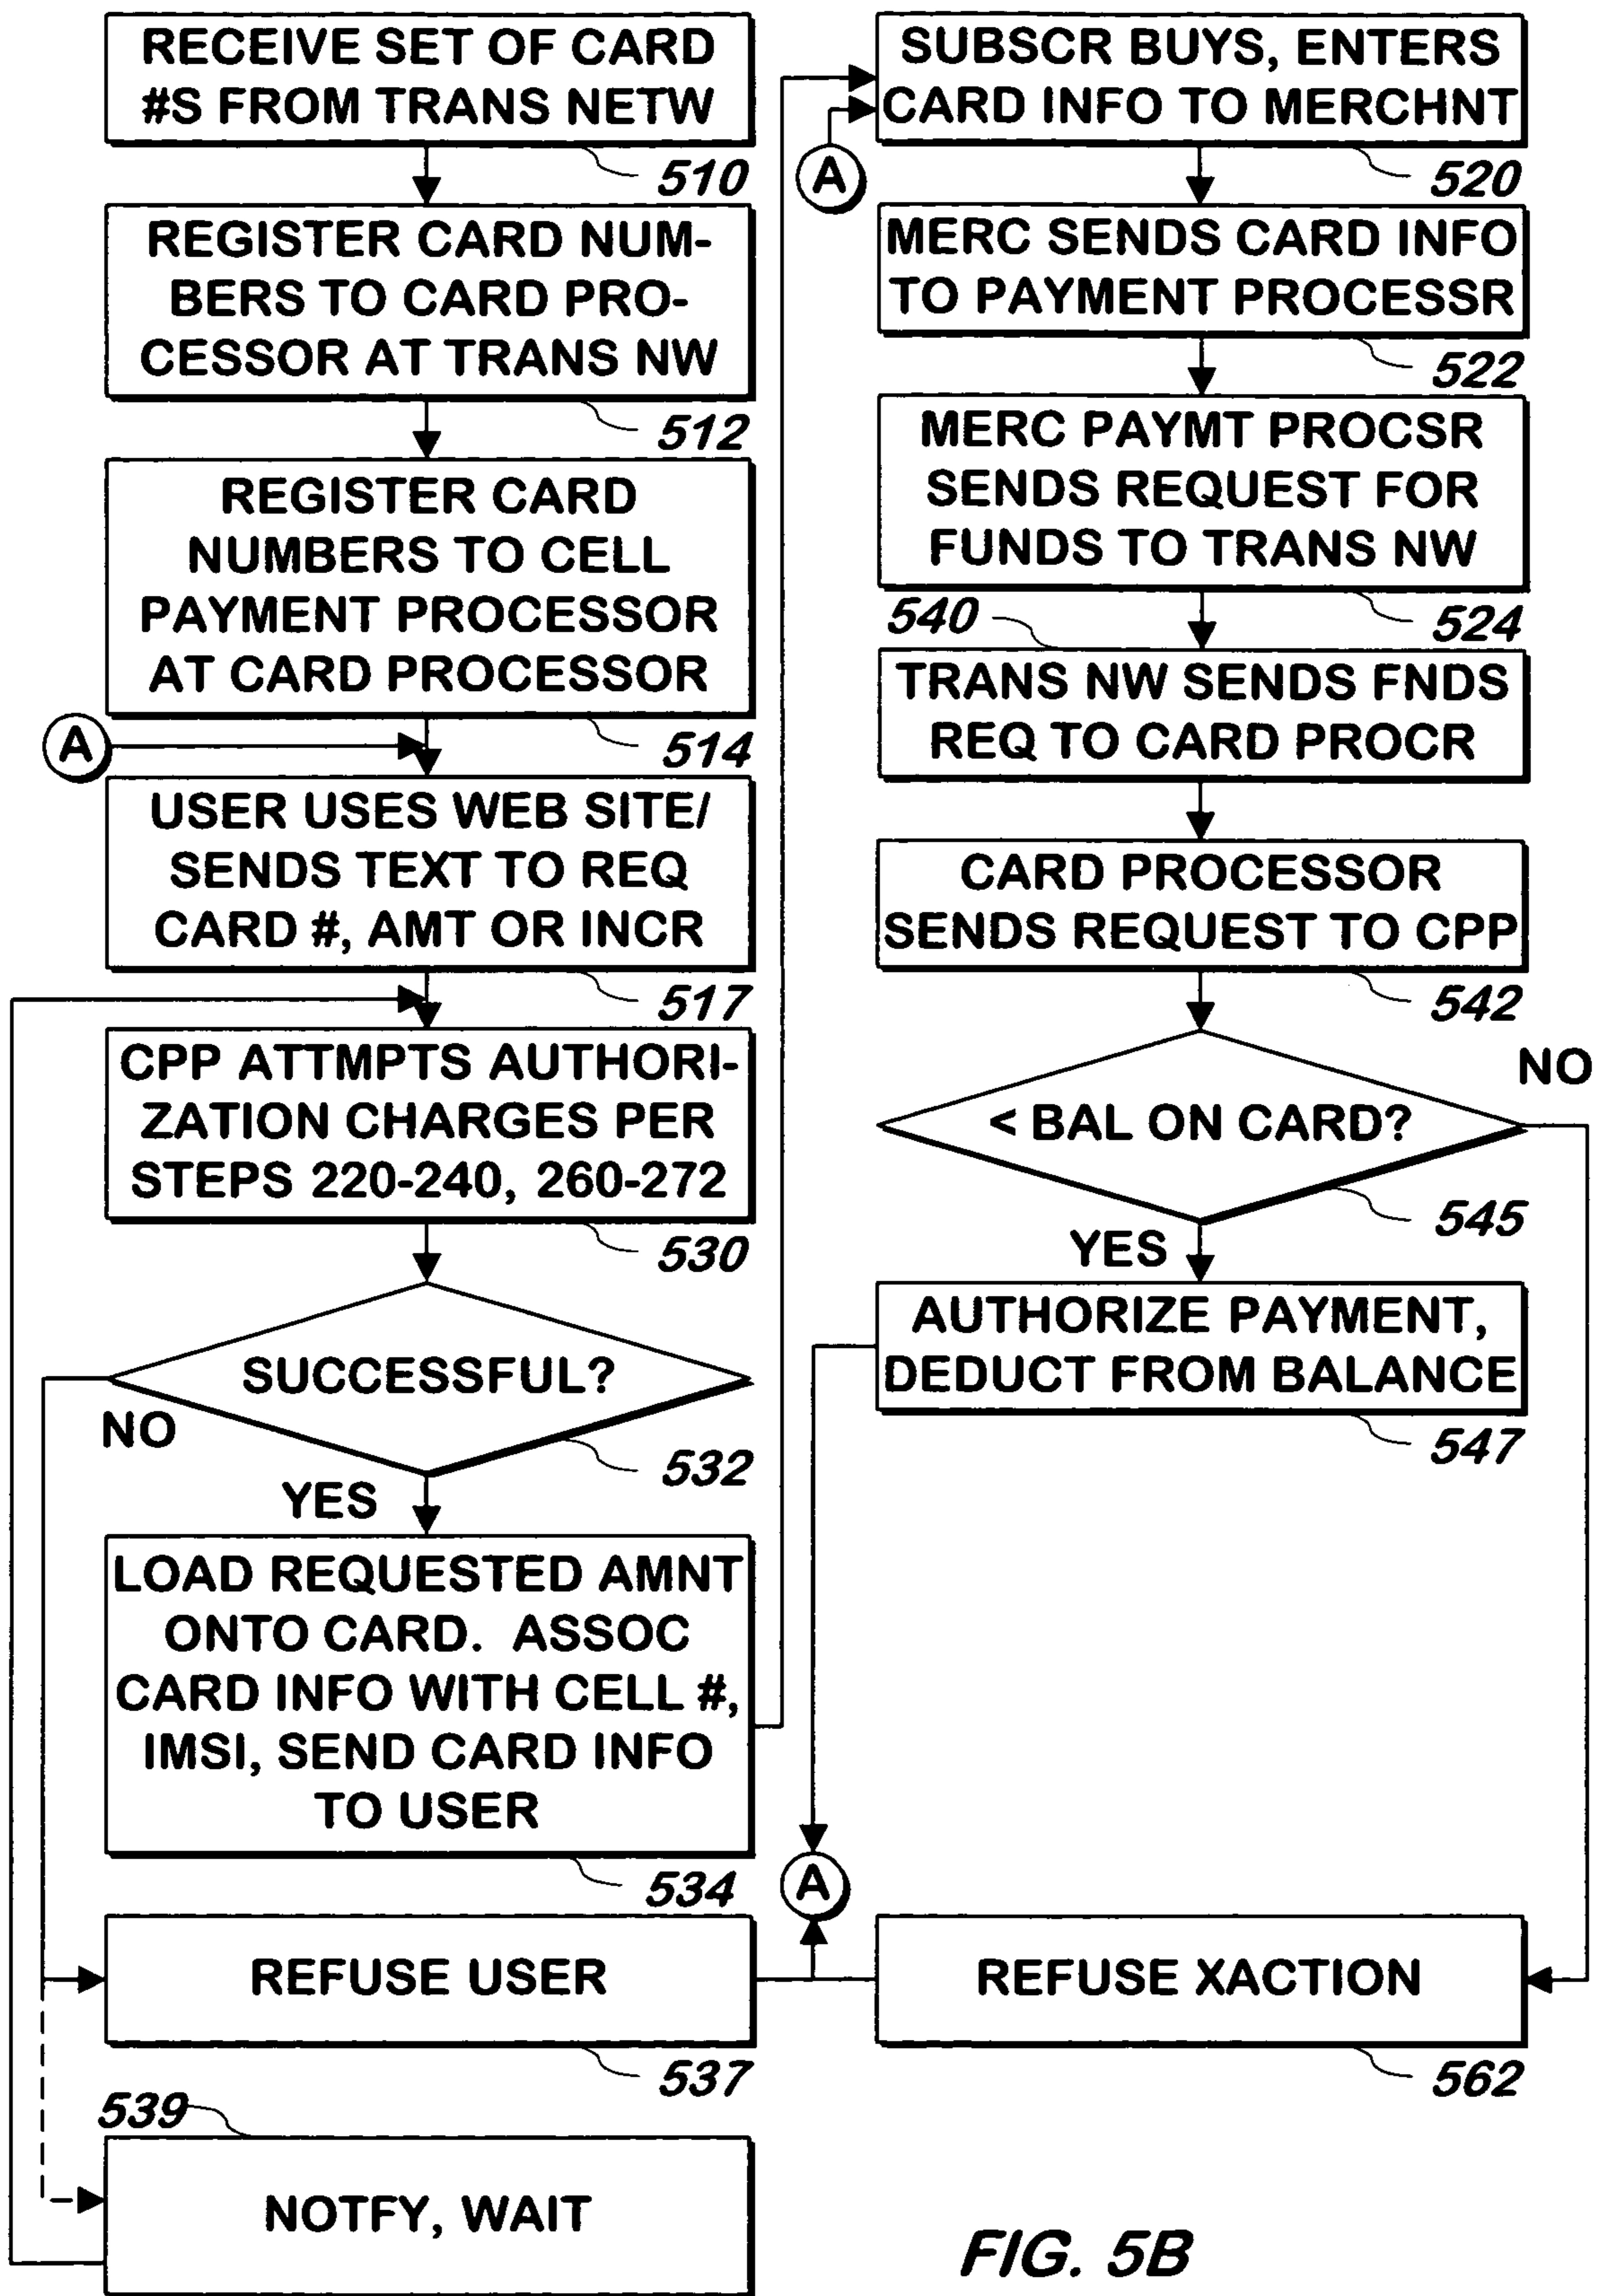 RECEIVE SET OF CARD
#S FROM TRANS NETW
510
REGISTER CARD NUM-
BERS TO CARD PRO-
CESSOR AT TRANS NW
512
REGISTER CARD
NUMBERS TO CELL
PAYMENT PROCESSOR
AT CARD PROCESSOR
514
A
USER USES WEB SITE/
SENDS TEXT TO REQ
CARD #, AMT OR INCR
517
CPP ATTMPTS AUTHORI-
ZATION CHARGES PER
STEPS 220-240, 260-272
530
SUCCESSFUL?
NO
532
YES
LOAD REQUESTED AMNT
ONTO CARD. ASSOC
CARD INFO WITH CELL #,
IMSI, SEND CARD INFO
TO USER
534
REFUSE USER
537
539
NOTFY, WAIT
SUBSCR BUYS, ENTERS
CARD INFO TO MERCHNT
A
520
MERC SENDS CARD INFO
TO PAYMENT PROCESSR
522
MERC PAYMT PROCSR
SENDS REQUEST FOR
FUNDS TO TRANS NW
524
540
TRANS NW SENDS FNDS
REQ TO CARD PROCR
CARD PROCESSOR
SENDS REQUEST TO CPP
542
NO
< BAL ON CARD?
545
YES
AUTHORIZE PAYMENT,
DEDUCT FROM BALANCE
547
A
REFUSE XACTION
562
FIG. 5B